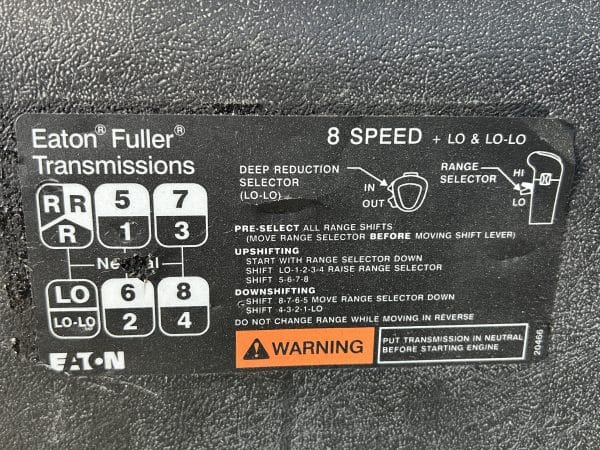 Eaton® Fuller®
Transmissions
8 SPEED + LO & LO-LO
R R
R
5
1
7
3
Neutral
LO
LO-LO
6
2
8
4
EATON
DEEP REDUCTION
SELECTOR
(LO-LO)
IN
OUT
RANGE
SELECTOR
HI
LO
PRE-SELECT ALL RANGE SHIFTS
(MOVE RANGE SELECTOR BEFORE MOVING SHIFT LEVER)
UPSHIFTING
START WITH RANGE SELECTOR DOWN
SHIFT LO-1-2-3-4 RAISE RANGE SELECTOR
SHIFT 5-6-7-8
DOWNSHIFTING
SHIFT 8-7-6-5 MOVE RANGE SELECTOR DOWN
SHIFT 4-3-2-1-LO
DO NOT CHANGE RANGE WHILE MOVING IN REVERSE
WARNING
PUT TRANSMISSION IN NEUTRAL
BEFORE STARTING ENGINE
20466